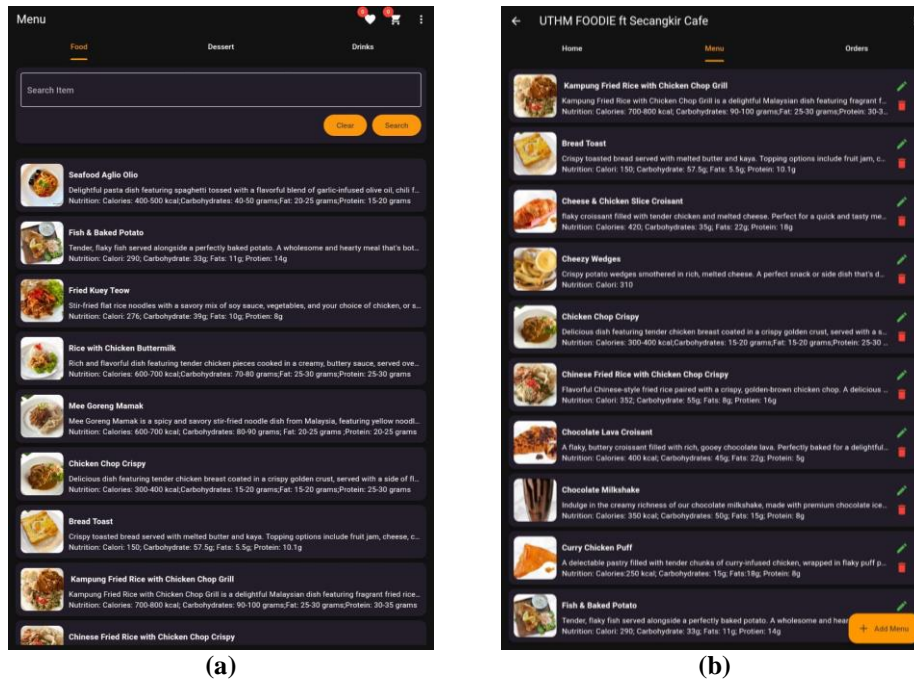 Menu
0
0
Food
Dessert
Drinks
Search Item
Clear
Search
Seafood Aglio Olio
Delightful pasta dish featuring spaghetti tossed with a flavorful blend of garlic-infused olive oil, chili f...
Nutrition: Calories: 400-500 kcal; Carbohydrates: 40-50 grams;Fat: 20-25 grams;Protein: 15-20 grams
Fish & Baked Potato
Tender, flaky fish served alongside a perfectly baked potato. A wholesome and hearty meal that's bot...
Nutrition: Calori: 290; Carbohydrate: 33g; Fats: 11g; Protien: 14g
Fried Kuey Teow
Stir-fried flat rice noodles with a savory mix of soy sauce, vegetables, and your choice of chicken, or s...
Nutrition: Calori: 276; Carbohydrate: 39g; Fats: 10g; Protien: 8g
Rice with Chicken Buttermilk
Rich and flavorful dish featuring tender chicken pieces cooked in a creamy, buttery sauce, served ove...
Nutrition: Calories: 600-700 kcal;Carbohydrates: 70-80 grams;Fat: 25-30 grams;Protein: 25-30 grams
Mee Goreng Mamak
Mee Goreng Mamak is a spicy and savory stir-fried noodle dish from Malaysia, featuring yellow noodl...
Nutrition: Calories: 600-700 kcal; Carbohydrates: 80-90 grams; Fat: 20-25 grams ;Protein: 20-25 grams
Chicken Chop Crispy
Delicious dish featuring tender chicken breast coated in a crispy golden crust, served with a side of fl...
Nutrition: Calories: 300-400 kcal;Carbohydrates: 15-20 grams;Fat: 15-20 grams;Protein: 25-30 grams
Bread Toast
Crispy toasted bread served with melted butter and kaya. Topping options include fruit jam, cheese, c...
Nutrition: Calori: 150; Carbohydrate: 57.5g; Fats: 5.5g; Protein: 10.1g
Kampung Fried Rice with Chicken Chop Grill
Kampung Fried Rice with Chicken Chop Grill is a delightful Malaysian dish featuring fragrant fried rice...
Nutrition: Calories: 700-800 kcal; Carbohydrates: 90-100 grams;Fat: 25-30 grams;Protein: 30-35 grams
Chinese Fried Rice with Chicken Chop Crispy
(a)
UTHM FOODIE ft Secangkir Cafe
Home
Menu
Orders
Kampung Fried Rice with Chicken Chop Grill
Kampung Fried Rice with Chicken Chop Grill is a delightful Malaysian dish featuring fragrant f...
Nutrition: Calories: 700-800 kcal; Carbohydrates: 90-100 grams;Fat: 25-30 grams;Protein: 30-3...
Bread Toast
Crispy toasted bread served with melted butter and kaya. Topping options include fruit jam, c...
Nutrition: Calori: 150; Carbohydrate: 57.5g; Fats: 5.5g; Protein: 10.1g
Cheese & Chicken Slice Croisant
flaky croissant filled with tender chicken and melted cheese. Perfect for a quick and tasty me...
Nutrition: Calories: 420; Carbohydrates: 35g; Fats: 22g; Protein: 18g
Cheezy Wedges
Crispy potato wedges smothered in rich, melted cheese. A perfect snack or side dish that's d...
Nutrition: Calori: 310
Chicken Chop Crispy
Delicious dish featuring tender chicken breast coated in a crispy golden crust, served with a s...
Nutrition: Calories: 300-400 kcal;Carbohydrates: 15-20 grams;Fat: 15-20 grams;Protein: 25-30 ...
Chinese Fried Rice with Chicken Chop Crispy
Flavorful Chinese-style fried rice paired with a crispy, golden-brown chicken chop. A delicious ...
Nutrition: Calori: 352; Carbohydrate: 55g; Fats: 8g; Protien: 16g
Chocolate Lava Croisant
A flaky, buttery croissant filled with rich, gooey chocolate lava. Perfectly baked for a delightful...
Nutrition: Calories: 400 kcal; Carbohydrates: 45g; Fats: 22g; Protein: 5g
Chocolate Milkshake
Indulge in the creamy richness of our chocolate milkshake, made with premium chocolate ice...
Nutrition: Calories: 350 kcal; Carbohydrates: 50g; Fats: 15g; Protein: 8g
Curry Chicken Puff
A delectable pastry filled with tender chunks of curry-infused chicken, wrapped in flaky puff p...
Nutrition: Calories:250 kcal; Carbohydrates: 15g; Fats:18g; Protein: 8g
Fish & Baked Potato
Tender, flaky fish served alongside a perfectly baked potato. A wholesome and hear
Nutrition: Calori: 290; Carbohydrate: 33g; Fats: 11g; Protien: 14g
+ Add Menu
(b)